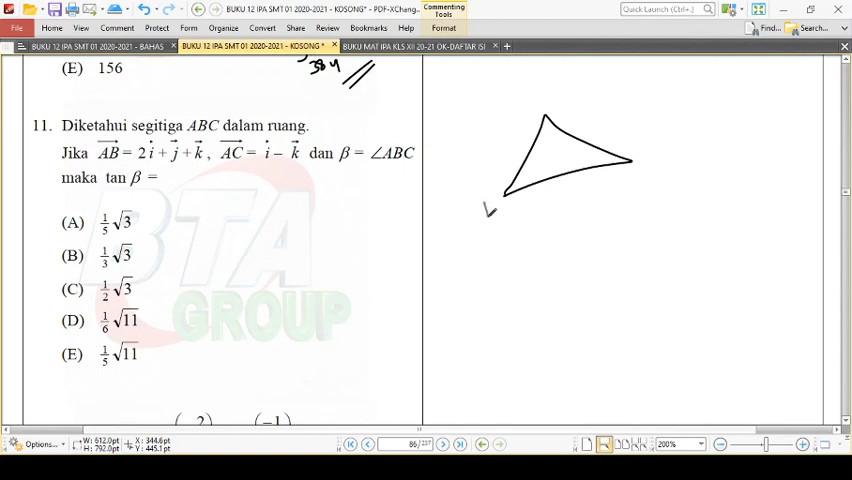 BUKU 12 IPA SMT 01 2020-2021 - KOSONG* - PDF-XChang
Commenting Tools
Quick Launch (Ctrl+.)
File Home Convert View Comment Protect Form Organize Share Bookmarks Help Format Find... Search...
BUKU 12 IPA SMT 01 2020-2021 - BAHAS × BUKU 12 IPA SMT 01 2020-2021 - KOSONG * × BUKU MAT IPA KLS XII 20-21 OK-DAFTAR ISI ×
(E) 156
384
11. Diketahui segitiga ABC dalam ruang.
Jika AB = 2i + j + k , AC = i – k dan β = ∠ABC
maka tan β =
(A) 1/5 √3
(B) 1/3 √3
(C) 1/2 √3
(D) 1/6 √11
(E) 1/5 √11
BTA
GROUP
(2) (–1)
Options... W: 612.0pt H: 792.0pt X: 344.6pt Y: 445.1pt 86 /237 200%